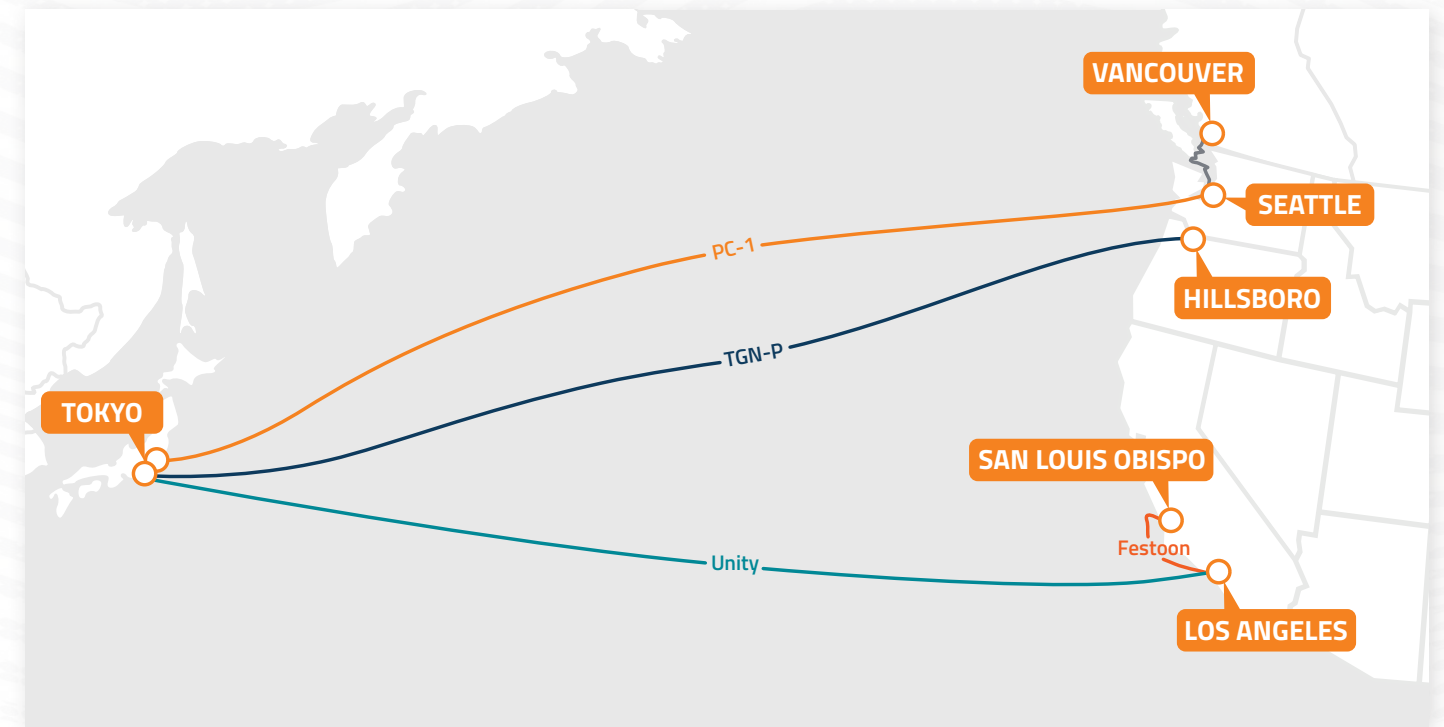 VANCOUVER
SEATTLE
PC-1
HILLSBORO
TGN-P
TOKYO
SAN LOUIS OBISPO
Festoon
Unity
LOS ANGELES